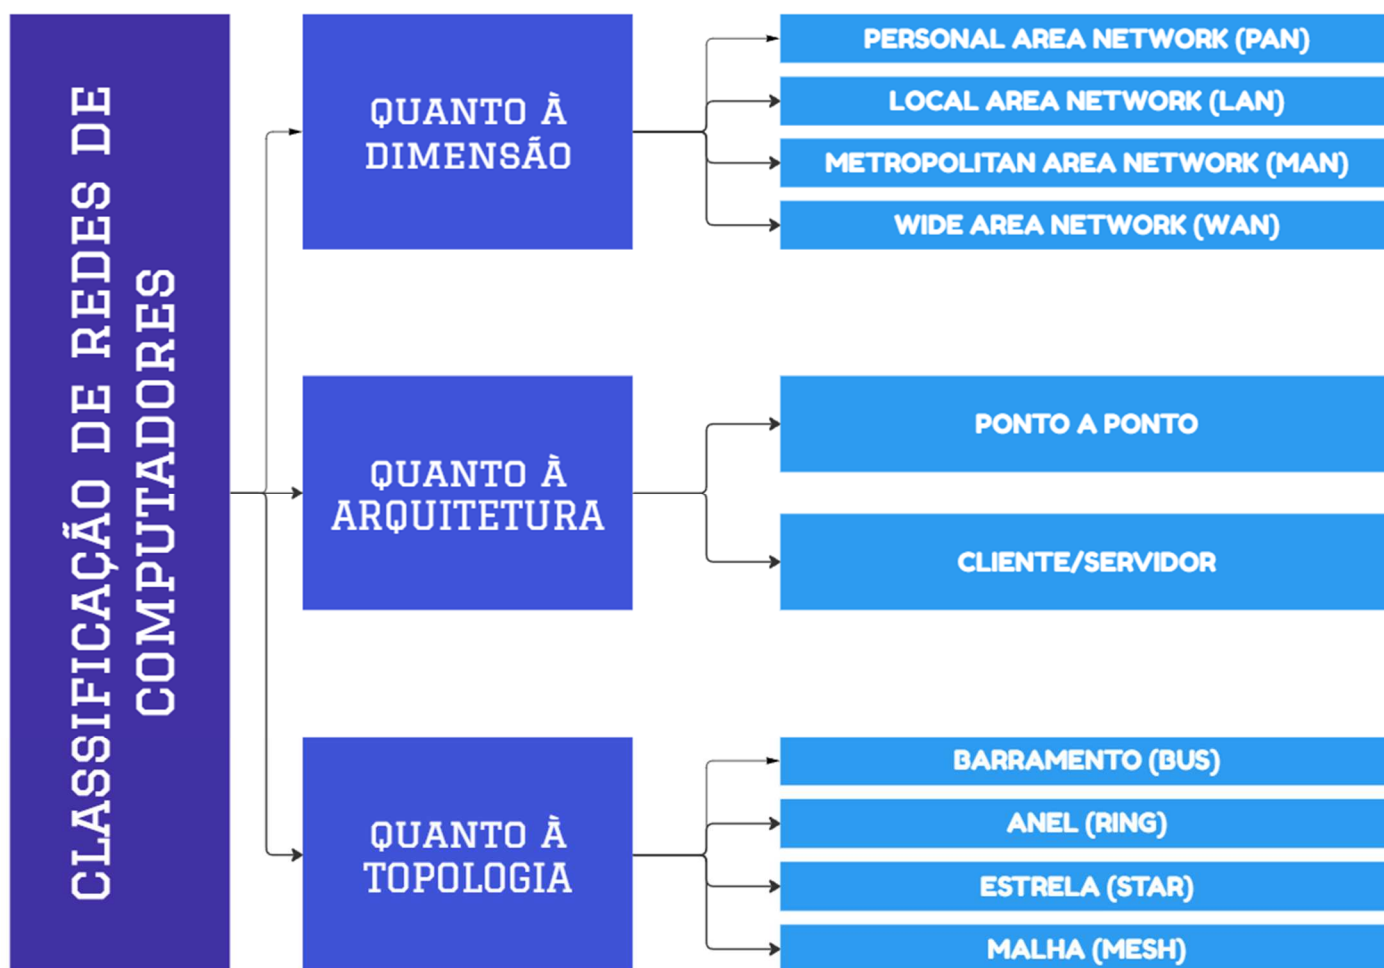 CLASSIFICAÇÃO DE REDES DE
COMPUTADORES
QUANTO À
DIMENSÃO
PERSONAL AREA NETWORK (PAN)
LOCAL AREA NETWORK (LAN)
METROPOLITAN AREA NETWORK (MAN)
WIDE AREA NETWORK (WAN)
QUANTO À
ARQUITETURA
PONTO A PONTO
CLIENTE/SERVIDOR
QUANTO À
TOPOLOGIA
BARRAMENTO (BUS)
ANEL (RING)
ESTRELA (STAR)
MALHA (MESH)